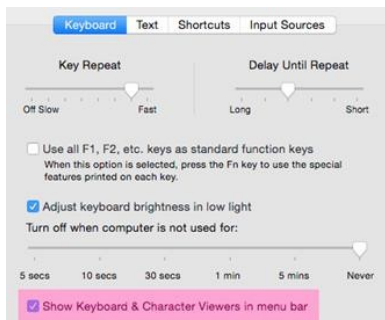 Keyboard Text Shortcuts Input Sources
Key Repeat Delay Until Repeat
Off Slow Fast Long Short
Use all F1, F2, etc. keys as standard function keys
When this option is selected, press the Fn key to use the special
features printed on each key.
Adjust keyboard brightness in low light
Turn off when computer is not used for:
5 secs 10 secs 30 secs 1 min 5 mins Never
Show Keyboard & Character Viewers in menu bar